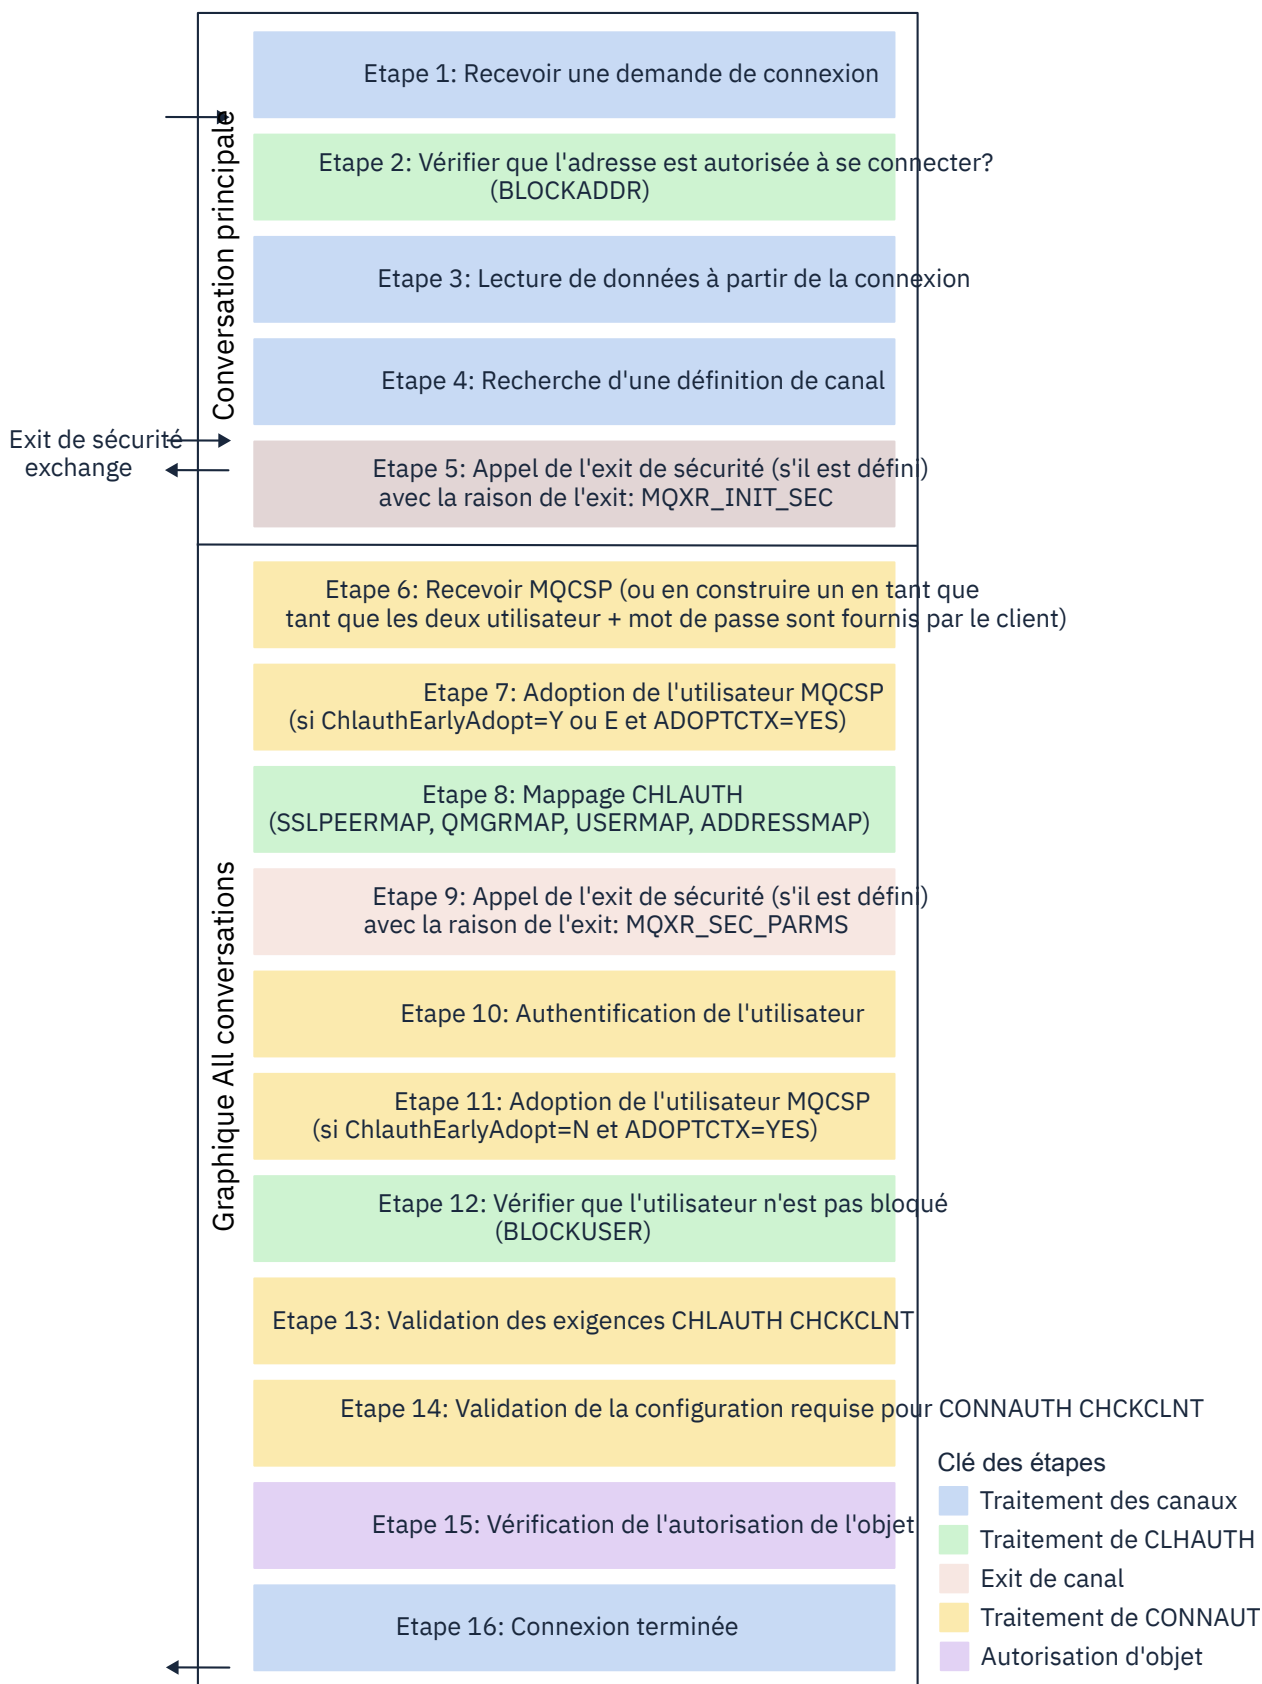 Conversation principale
Etape 1: Recevoir une demande de connexion
Etape 2: Vérifier que l'adresse est autorisée à se connecter?
(BLOCKADDR)
Etape 3: Lecture de données à partir de la connexion
Etape 4: Recherche d'une définition de canal
Exit de sécurité
exchange
Etape 5: Appel de l'exit de sécurité (s'il est défini)
avec la raison de l'exit: MQXR_INIT_SEC
Graphique All conversations
Etape 6: Recevoir MQCSP (ou en construire un en tant que
tant que les deux utilisateur + mot de passe sont fournis par le client)
Etape 7: Adoption de l'utilisateur MQCSP
(si ChlauthEarlyAdopt=Y ou E et ADOPTCTX=YES)
Etape 8: Mappage CHLAUTH
(SSLPEERMAP, QMGRMAP, USERMAP, ADDRESSMAP)
Etape 9: Appel de l'exit de sécurité (s'il est défini)
avec la raison de l'exit: MQXR_SEC_PARMS
Etape 10: Authentification de l'utilisateur
Etape 11: Adoption de l'utilisateur MQCSP
(si ChlauthEarlyAdopt=N et ADOPTCTX=YES)
Etape 12: Vérifier que l'utilisateur n'est pas bloqué
(BLOCKUSER)
Etape 13: Validation des exigences CHLAUTH CHCKCLNT
Etape 14: Validation de la configuration requise pour CONNAUTH CHCKCLNT
Etape 15: Vérification de l'autorisation de l'objet
Etape 16: Connexion terminée
Clé des étapes
Traitement des canaux
Traitement de CLHAUTH
Exit de canal
Traitement de CONNAUT
Autorisation d'objet